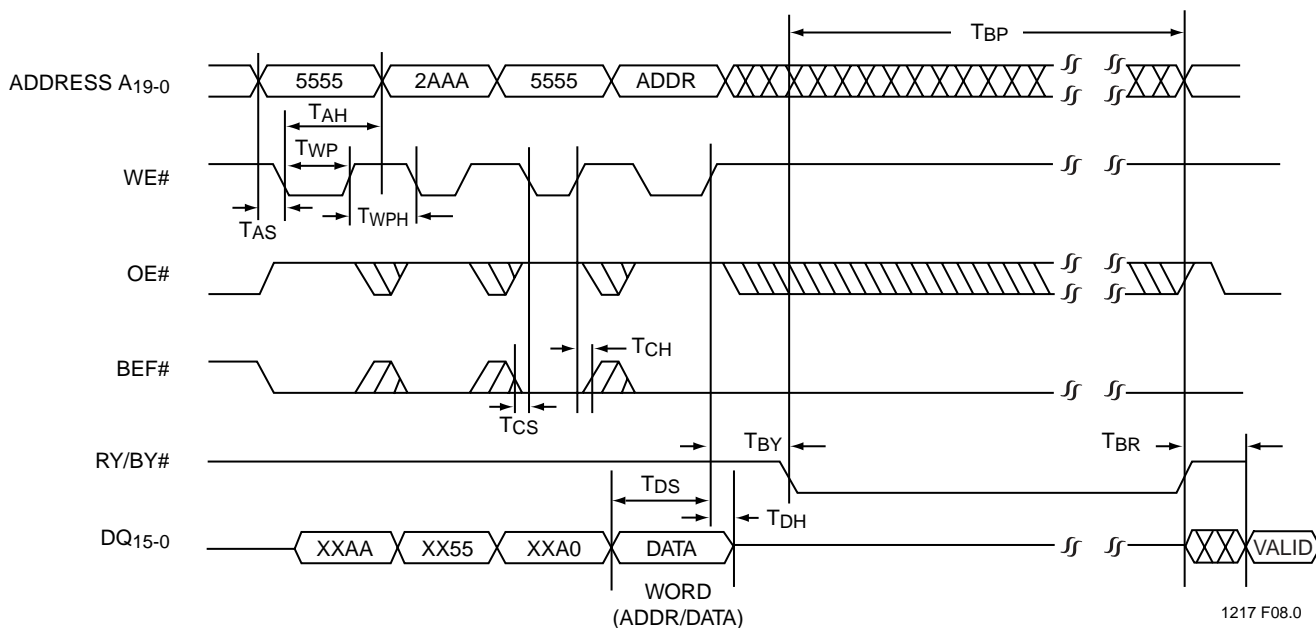 TBP
ADDRESS A19-0
5555
2AAA
5555
ADDR
TAH
TWP
WE#
TAS
TWPH
OE#
BEF#
TCH
TCS
RY/BY#
TBY
TBR
TDS
TDH
DQ15-0
XXAA
XX55
XXA0
DATA
VALID
WORD
(ADDR/DATA)
1217 F08.0